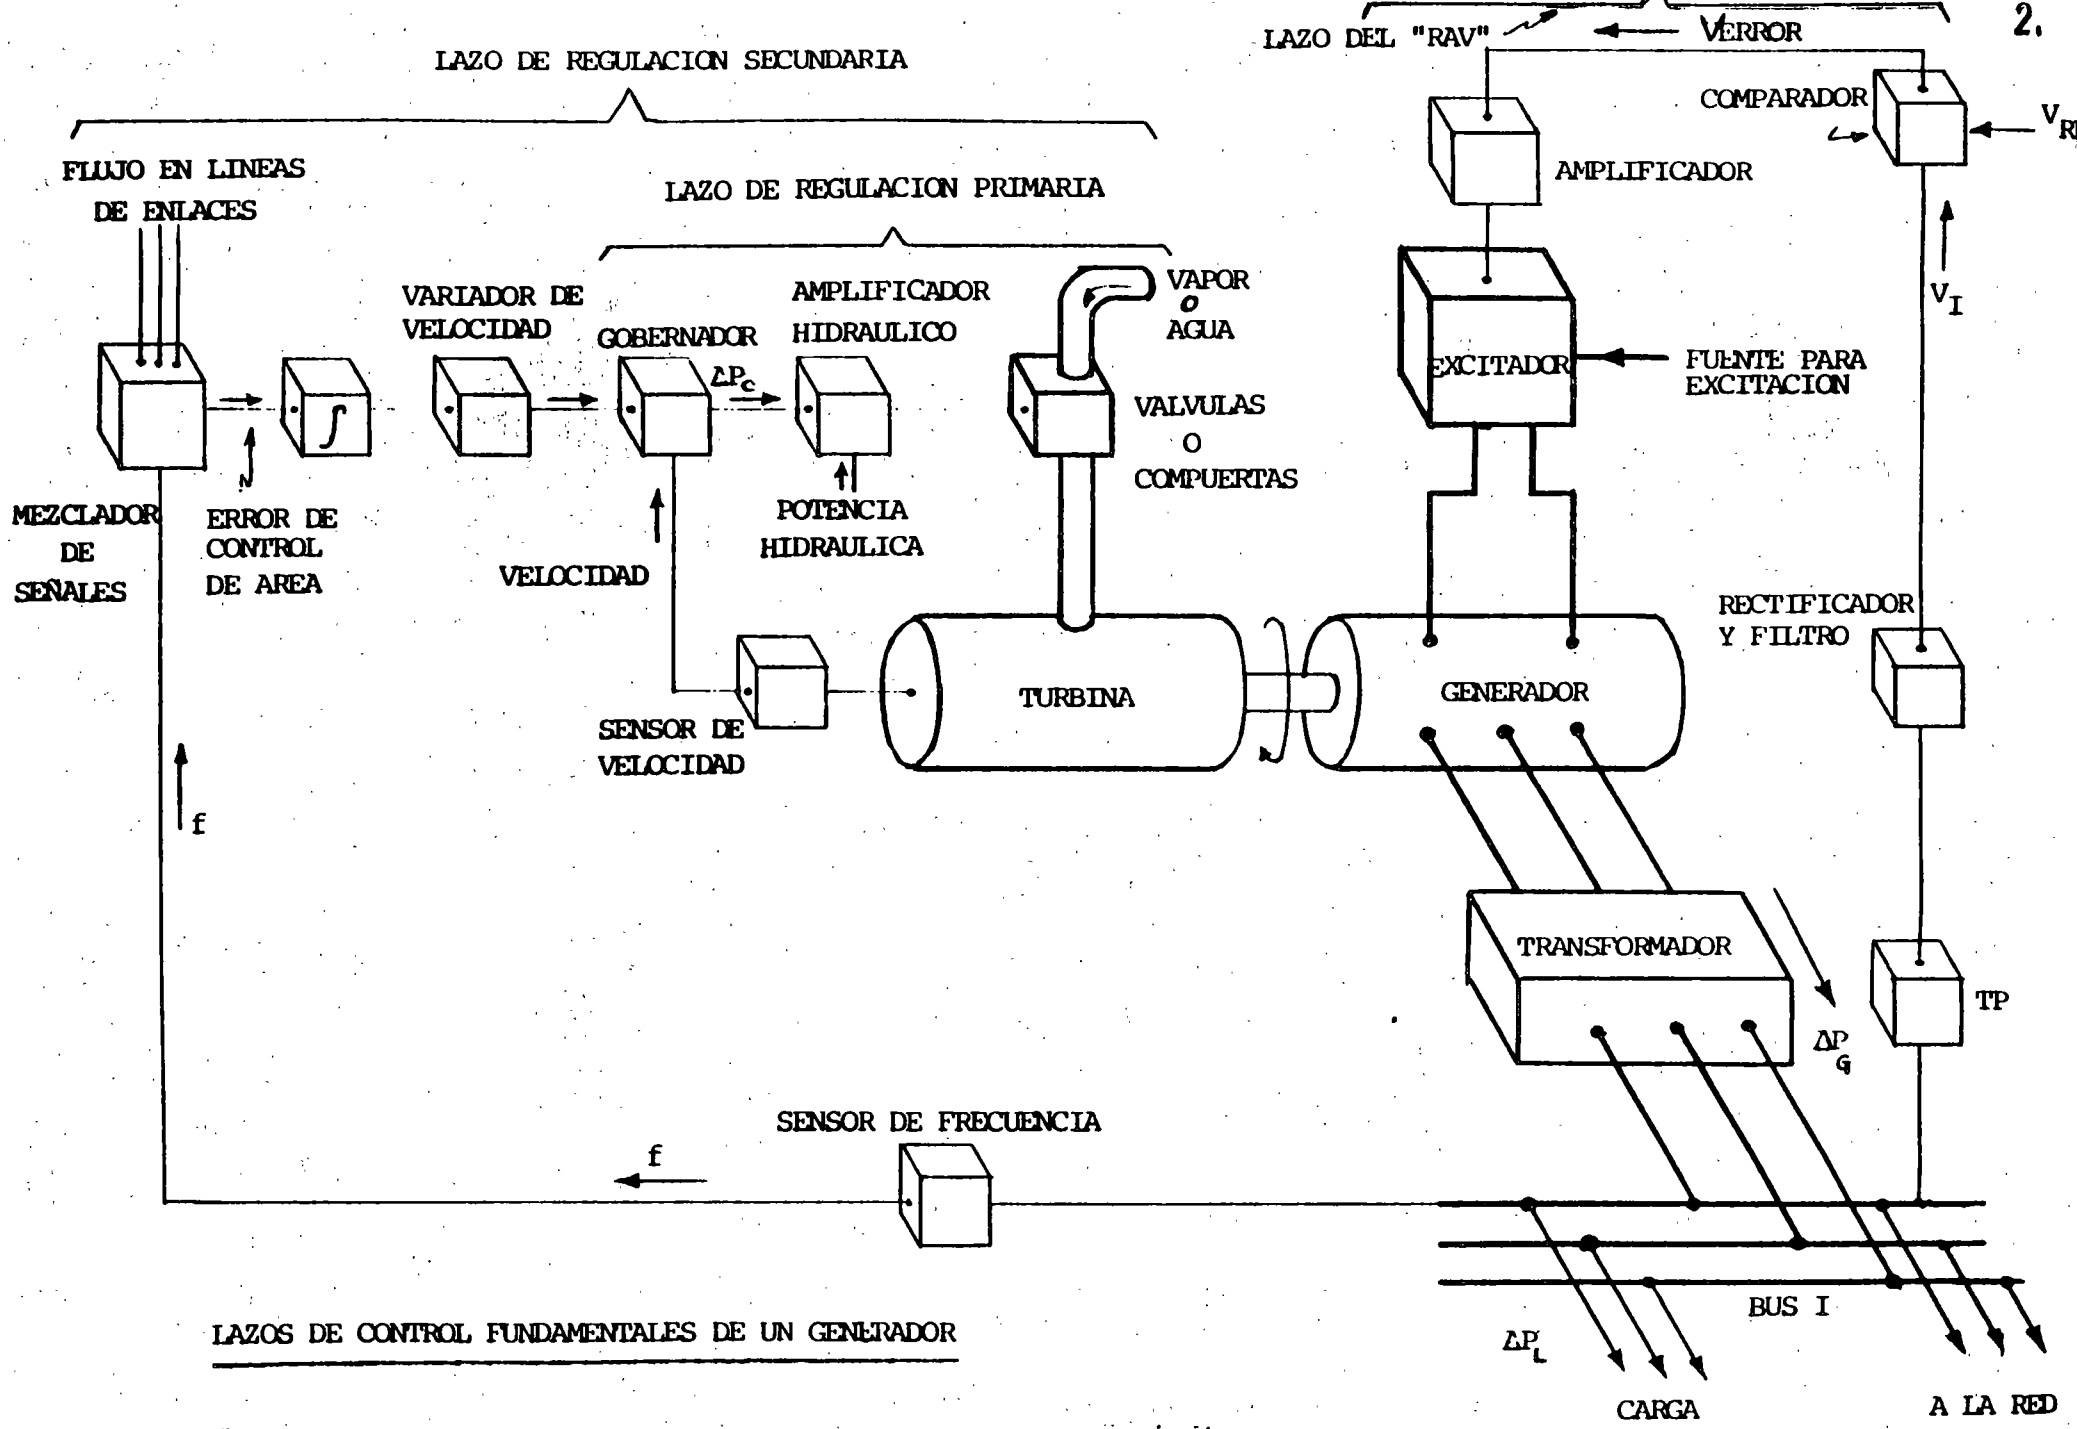 2.
LAZO DEL "RAV"
VERROR
LAZO DE REGULACION SECUNDARIA
COMPARADOR
V
AMPLIFICADOR
FLUJO EN LINEAS
DE ENLACES
LAZO DE REGULACION PRIMARIA
VARIADOR DE
VELOCIDAD
GOBERNADOR
ΔPc
AMPLIFICADOR
HIDRAULICO
VAPOR
O
AGUA
VI
EXCITADOR
FUENTE PARA
EXCITACION
∫
VALVULAS
O
COMPUERTAS
MEZCLADOR
DE
SEÑALES
ERROR DE
CONTROL
DE AREA
POTENCIA
HIDRAULICA
VELOCIDAD
RECTIFICADOR
Y FILTRO
SENSOR DE
VELOCIDAD
TURBINA
GENERADOR
f
TRANSFORMADOR
TP
ΔPG
SENSOR DE FRECUENCIA
f
BUS I
LAZOS DE CONTROL FUNDAMENTALES DE UN GENERADOR
ΔPL
CARGA
A LA RED